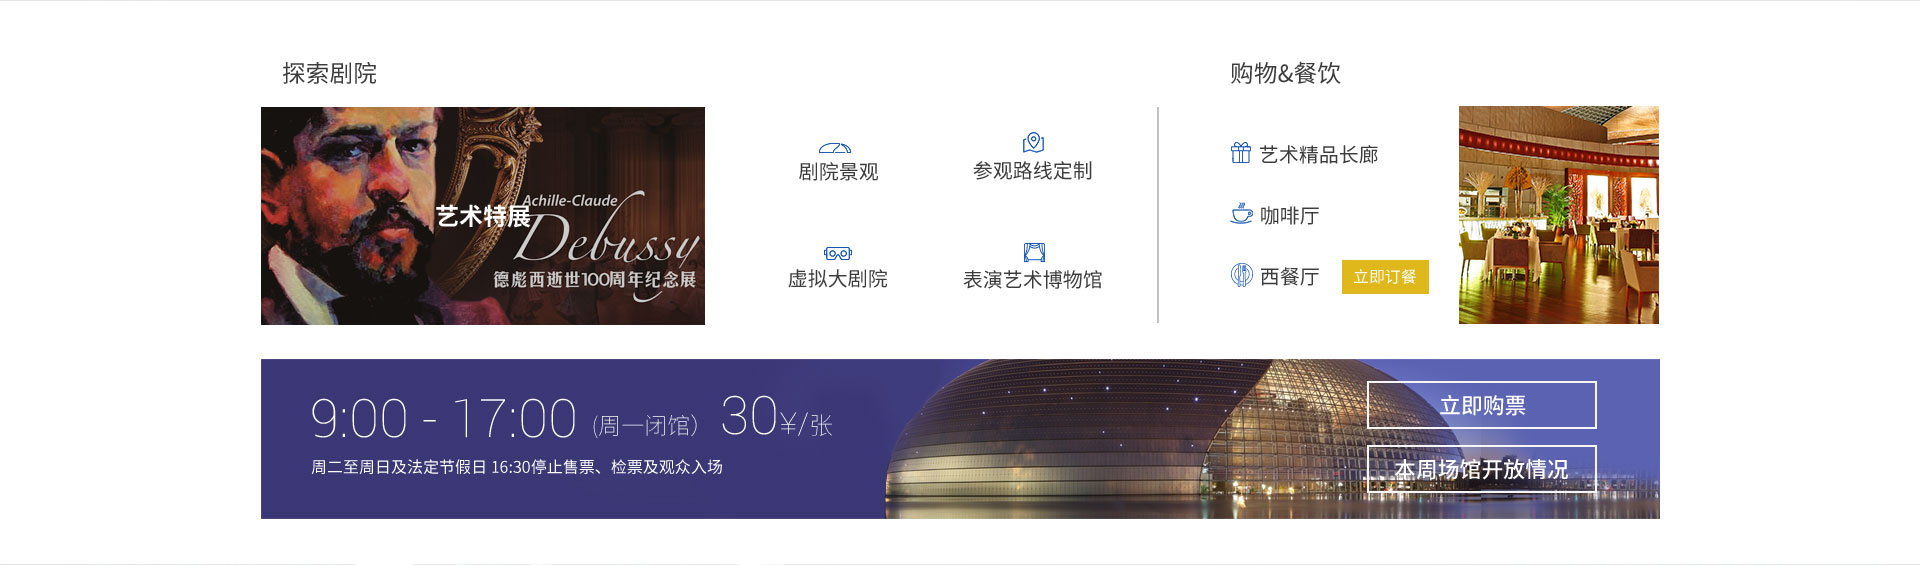 探索剧院
购物&餐饮
Achille-Claude
Debussy
艺术特展
德彪西逝世100周年纪念展
剧院景观
参观路线定制
虚拟大剧院
表演艺术博物馆
艺术精品长廊
咖啡厅
西餐厅
立即订餐
9:00 - 17:00 (周一闭馆) 30¥/张
周二至周日及法定节假日 16:30停止售票、检票及观众入场
立即购票
本周场馆开放情况